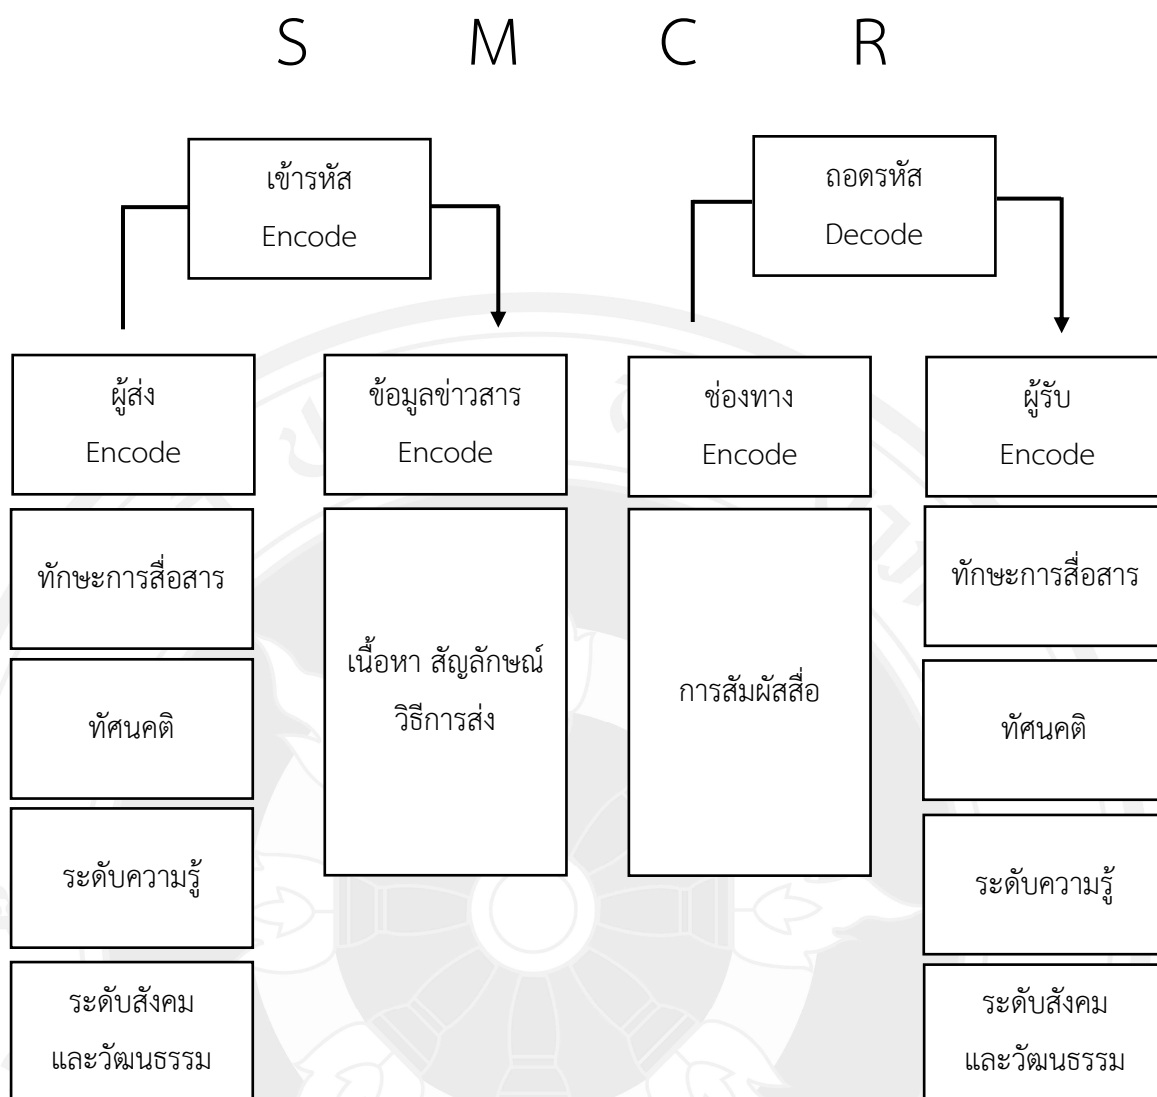 S M C R
เข้ารหัส
Encode
ถอดรหัส
Decode
ผู้ส่ง
Encode
ข้อมูลข่าวสาร
Encode
ช่องทาง
Encode
ผู้รับ
Encode
ทักษะการสื่อสาร
ทัศนคติ
ระดับความรู้
ระดับสังคม
และวัฒนธรรม
เนื้อหา สัญลักษณ์
วิธีการส่ง
การสัมผัสสื่อ
ทักษะการสื่อสาร
ทัศนคติ
ระดับความรู้
ระดับสังคม
และวัฒนธรรม